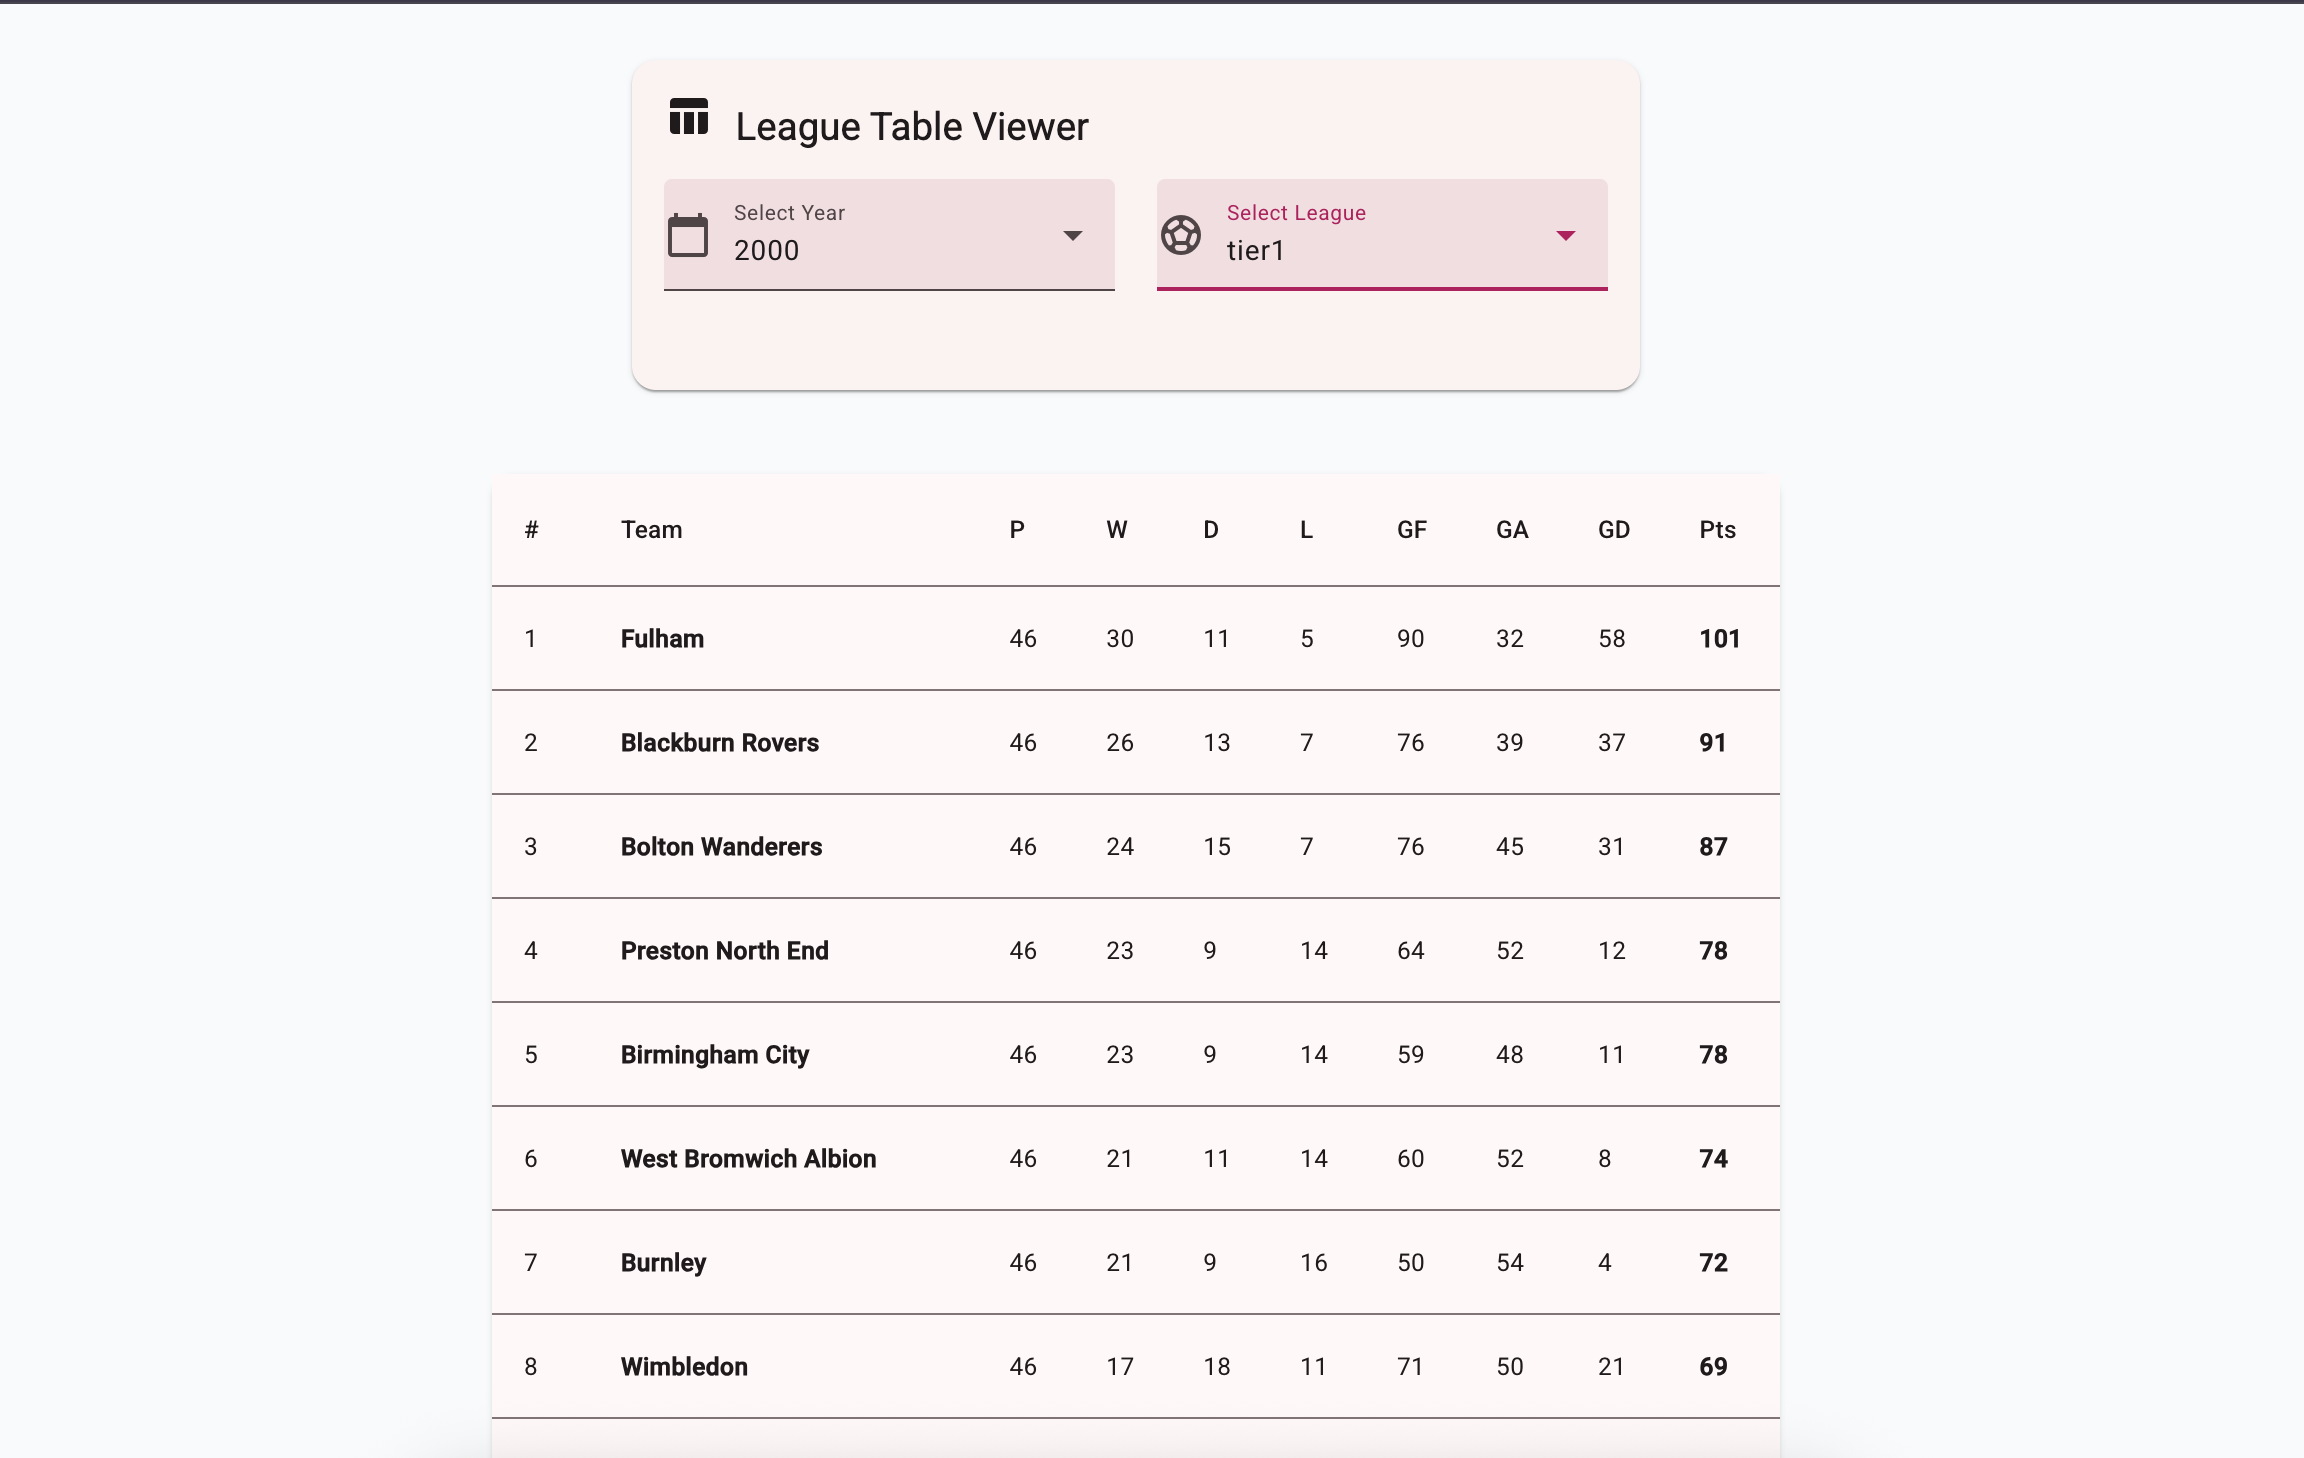 League Table Viewer
Select Year
2000
Select League
tier1
# Team P W D L GF GA GD Pts
1 Fulham 46 30 11 5 90 32 58 101
2 Blackburn Rovers 46 26 13 7 76 39 37 91
3 Bolton Wanderers 46 24 15 7 76 45 31 87
4 Preston North End 46 23 9 14 64 52 12 78
5 Birmingham City 46 23 9 14 59 48 11 78
6 West Bromwich Albion 46 21 11 14 60 52 8 74
7 Burnley 46 21 9 16 50 54 4 72
8 Wimbledon 46 17 18 11 71 50 21 69